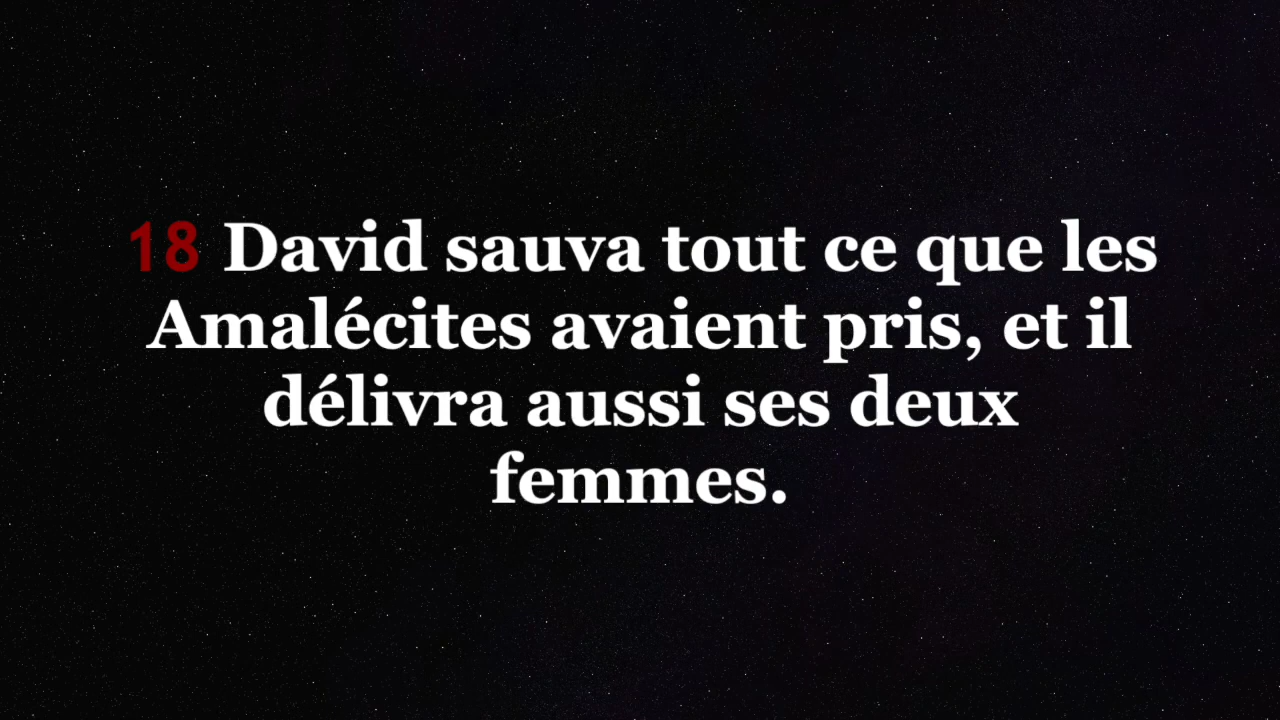 18 David sauva tout ce que les
Amalécites avaient pris, et il
délivra aussi ses deux
femmes.